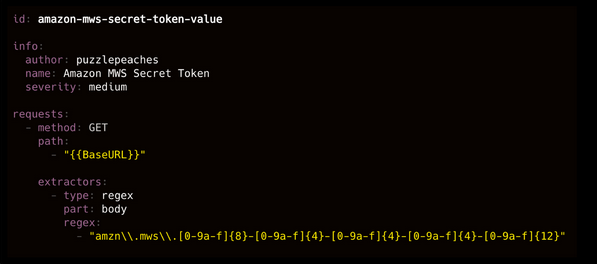 id: amazon-mws-secret-token-value
info:
author: puzzlepeaches
name: Amazon MWS Secret Token
severity: medium
requests:
- method: GET
path:
- "{{BaseURL}}"
extractors:
- type: regex
part: body
regex:
- "amzn\\.mws\\.[0-9a-f]{8}-[0-9a-f]{4}-[0-9a-f]{4}-[0-9a-f]{4}-[0-9a-f]{12}"